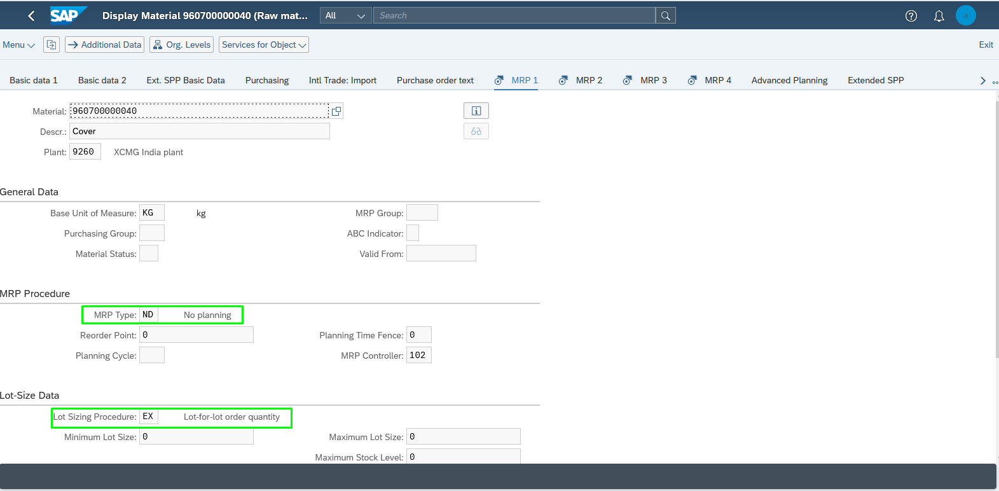 SAP Display Material 960700000040 (Raw mat... All Search a
Menu Additional Data Org. Levels Services for Object Exit
Basic data 1 Basic data 2 Ext. SPP Basic Data Purchasing Intl Trade: Import Purchase order text MRP 1 MRP 2 MRP 3 MRP 4 Advanced Planning Extended SPP
Material: 960700000040
Descr.: Cover
Plant: 9260 XCMG India plant
General Data
Base Unit of Measure: KG kg MRP Group:
Purchasing Group: ABC Indicator:
Material Status: Valid From:
MRP Procedure
MRP Type: ND No planning
Reorder Point: 0 Planning Time Fence: 0
Planning Cycle: MRP Controller: 102
Lot-Size Data
Lot Sizing Procedure: EX Lot-for-lot order quantity
Minimum Lot Size: 0 Maximum Lot Size: 0
Maximum Stock Level: 0